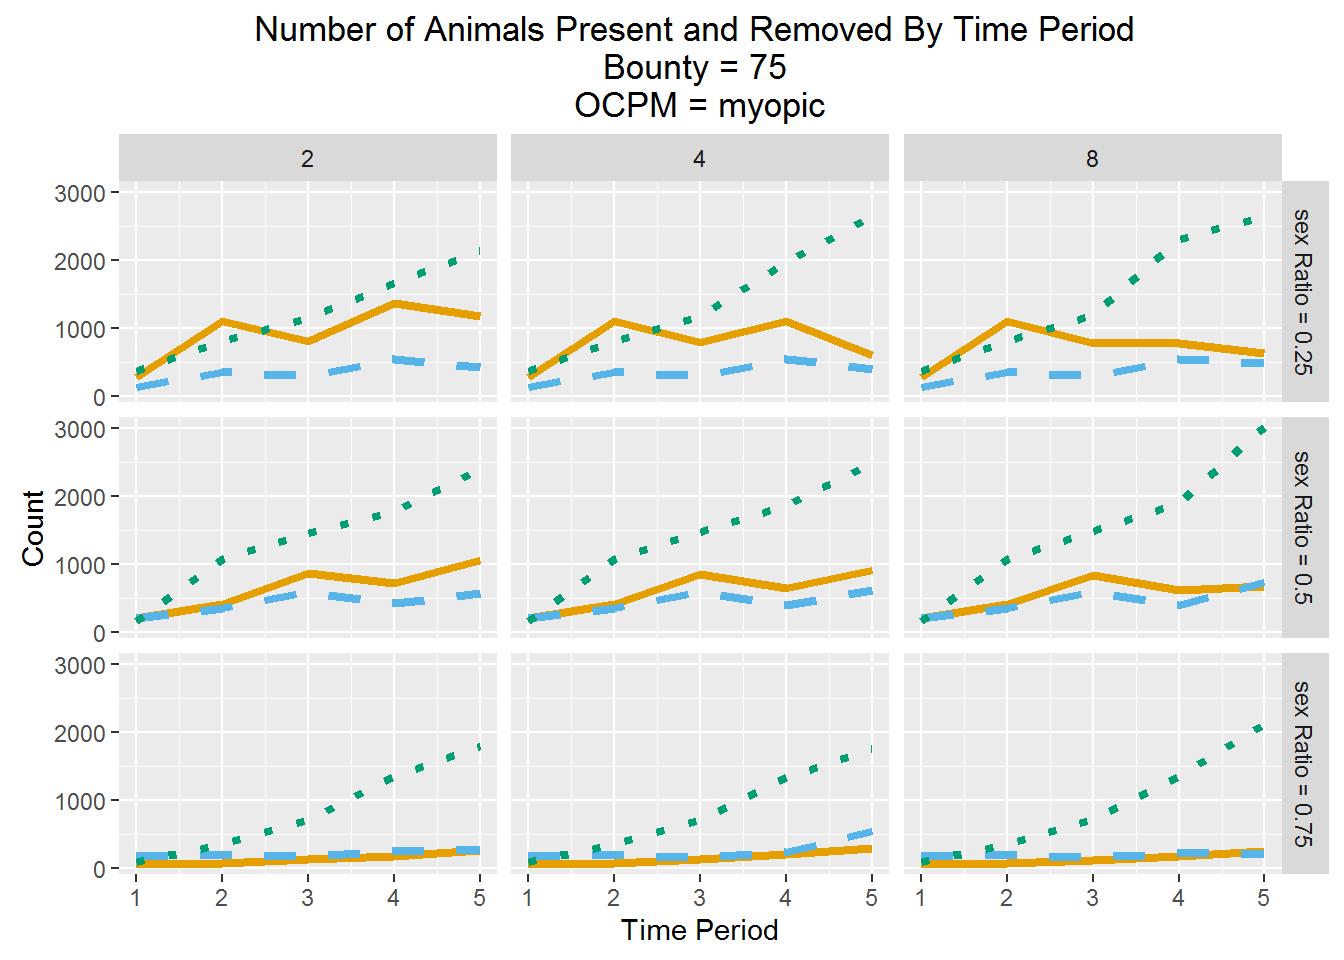 Number of Animals Present and Removed By Time Period
Bounty = 75
OCPM = myopic
2 4 8
3000
2000
1000
0
sex Ratio = 0.25
Count
3000
2000
1000
0
sex Ratio = 0.5
3000
2000
1000
0
sex Ratio = 0.75
1 2 3 4 5 1 2 3 4 5 1 2 3 4 5
Time Period